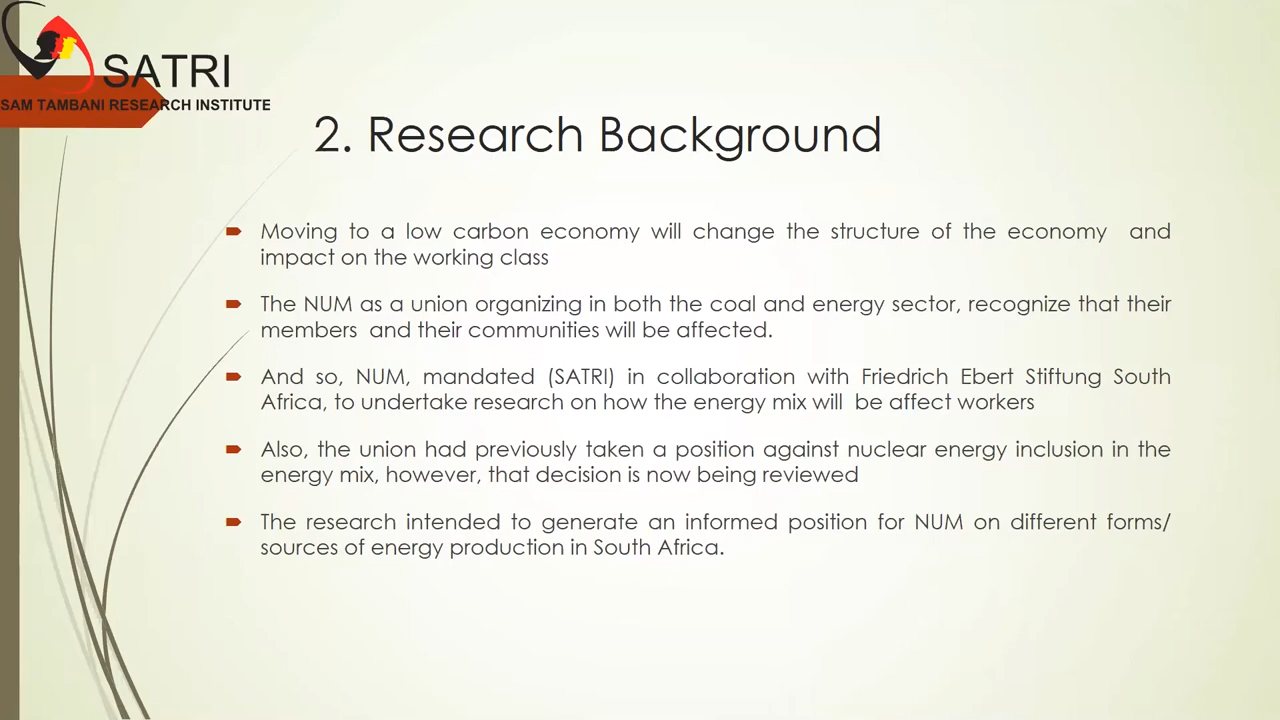 SATRI
SAM TAMBANI RESEARCH INSTITUTE
2. Research Background
Moving to a low carbon economy will change the structure of the economy and
impact on the working class
The NUM as a union organizing in both the coal and energy sector, recognize that their
members and their communities will be affected.
And so, NUM, mandated (SATRI) in collaboration with Friedrich Ebert Stiftung South
Africa, to undertake research on how the energy mix will be affect workers
Also, the union had previously taken a position against nuclear energy inclusion in the
energy mix, however, that decision is now being reviewed
The research intended to generate an informed position for NUM on different forms/
sources of energy production in South Africa.